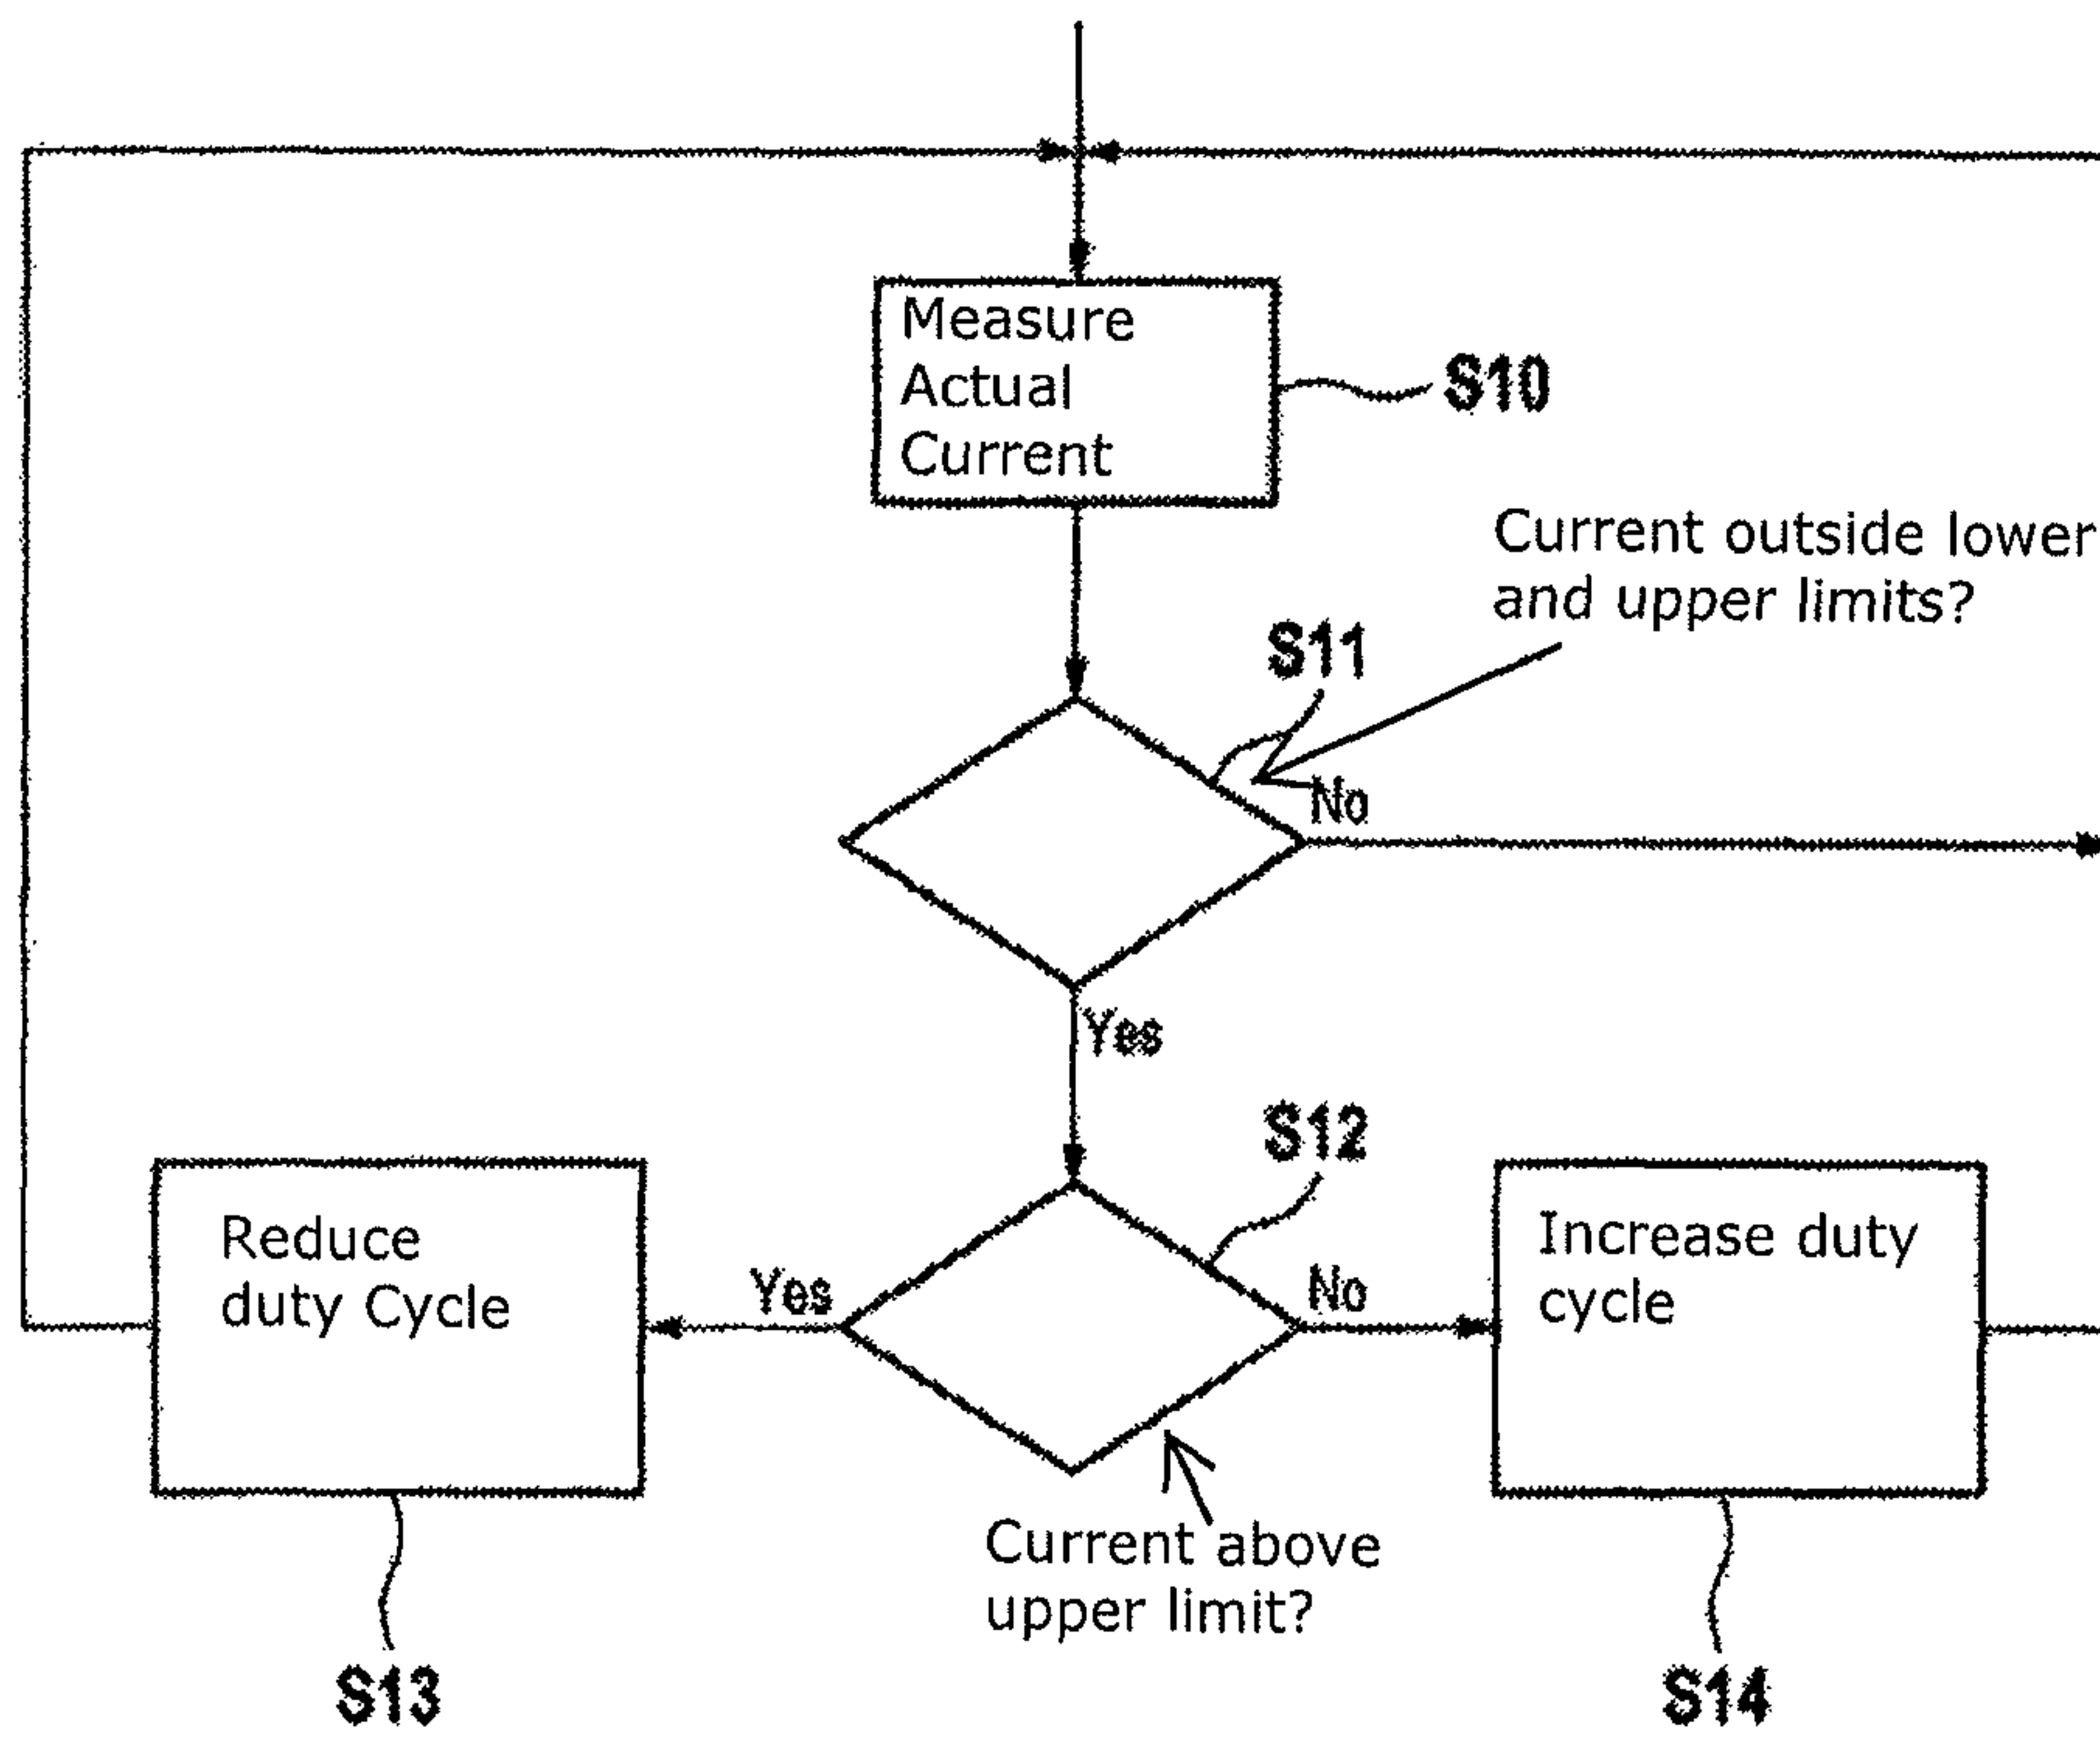 Measure
Actual
Current
S10
Current outside lower
and upper limits?
S11
No
Yes
S12
Reduce
duty Cycle
Yes
No
Increase duty
cycle
Current above
upper limit?
S13
S14